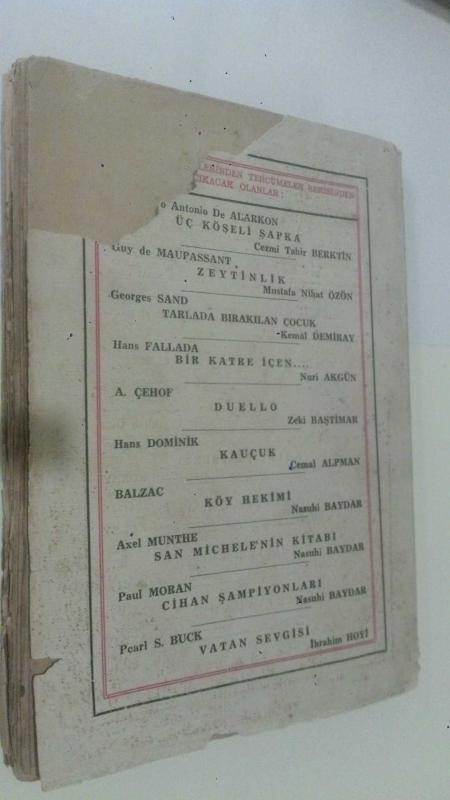 TERCÜMELER SERİSİNDEN
ÇIKACAK OLANLAR:
Antonio De ALARKON
ÜÇ KÖŞELİ ŞAPKA
Cezmi Tahir BERKTİN
Guy de MAUPASSANT
ZEYTİNLİK
Mustafa Nihat ÖZÖN
Georges SAND
TARLADA BIRAKILAN ÇOCUK
Kemal DEMİRAY
Hans FALLADA
BİR KATRE İÇEN....
Nuri AKGÜN
A. ÇEHOF
DUELLO
Zeki BAŞTIMAR
Hans DOMİNİK
KAUÇUK
Cemal ALPMAN
BALZAC
KÖY HEKİMİ
Nasuhi BAYDAR
Axel MUNTHE
SAN MICHELE'NİN KİTABI
Nasuhi BAYDAR
Paul MORAN
CİHAN ŞAMPİYONLARI
Nasuhi BAYDAR
Pearl S. BUCK
VATAN SEVGİSİ
İbrahim HOYİ